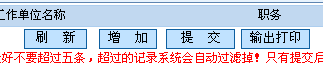 工作单位名称 职务
刷 新 增 加 提 交 输出打印
好不要超过五条，超过的记录系统会自动过滤掉！只有提交后